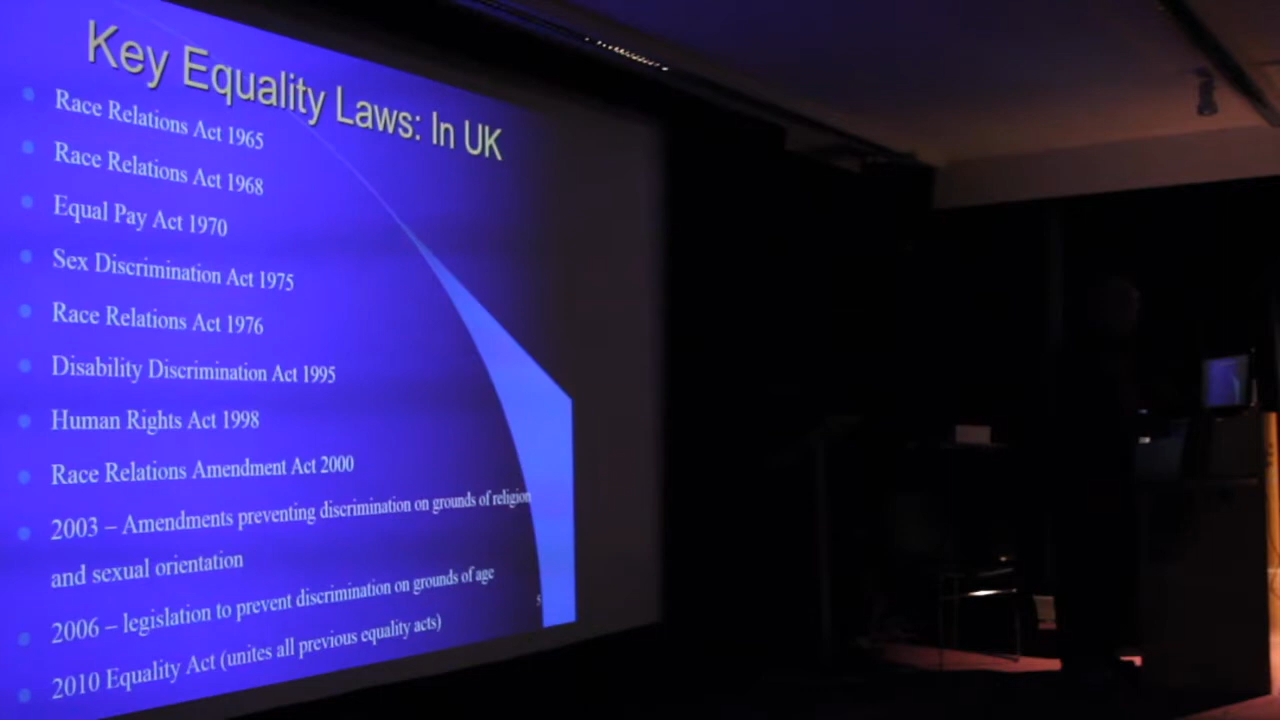 Key Equality Laws: In UK
Race Relations Act 1965
Race Relations Act 1968
Equal Pay Act 1970
Sex Discrimination Act 1975
Race Relations Act 1976
Disability Discrimination Act 1995
Human Rights Act 1998
Race Relations Amendment Act 2000
2003 – Amendments preventing discrimination on grounds of religion
and sexual orientation
2006 – legislation to prevent discrimination on grounds of age
5
2010 Equality Act (unites all previous equality acts)